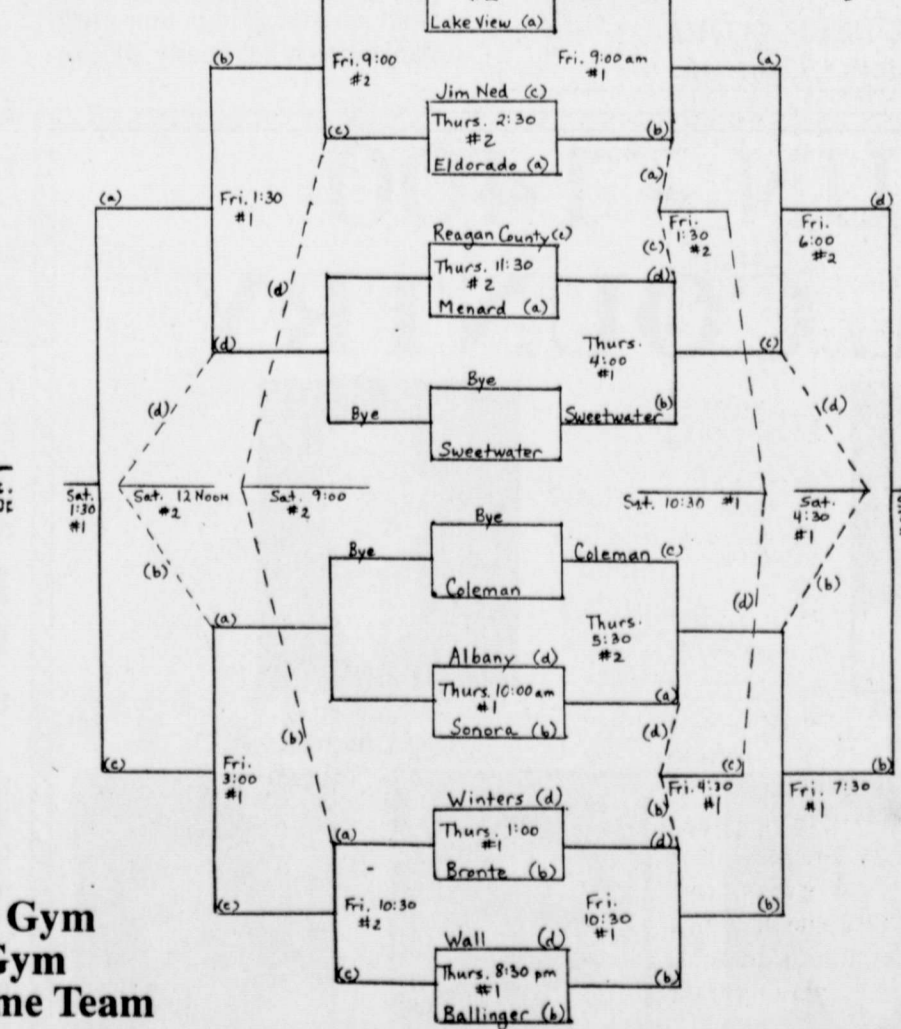 Lake View (a)
(b)
Fri. 9:00
#2
Fri. 9:00 am
#1
(a)
Jim Ned (c)
Thurs. 2:30
#2
Eldorado (a)
(c)
(b)
(a)
(a)
Fri. 1:30
#1
Fri.
1:30
#2
Fri.
6:00
#2
(d)
Reagan County (c)
Thurs. 11:30
#2
Menard (a)
(c)
(d)
(d)
(d)
Thurs.
4:00
#1
(c)
Bye
Bye
Sweetwater
(b)
Sweetwater
(d)
(d)
Sat.
1:30
#1
Sat. 12 Noon
#2
Sat. 9:00
#2
Sat. 10:30 #1
Sat.
4:30
#1
Bye
Bye
Coleman
Coleman (c)
(b)
(b)
(a)
Thurs.
5:30
#2
(d)
Albany (d)
Thurs. 10:00 am
#1
Sonora (b)
(a)
(b)
(d)
(c)
Fri.
3:00
#1
(c)
Fri. 4:30
#1
Fri. 7:30
#1
(b)
Winters (d)
Thurs. 1:00
#1
Bronte (b)
(b)
(a)
(d)
(c)
Fri. 10:30
#2
Fri.
10:30
#1
(b)
Wall (d)
Thurs. 8:30 pm
#1
Ballinger (b)
(c)
(b)
Gym
Gym
me Team